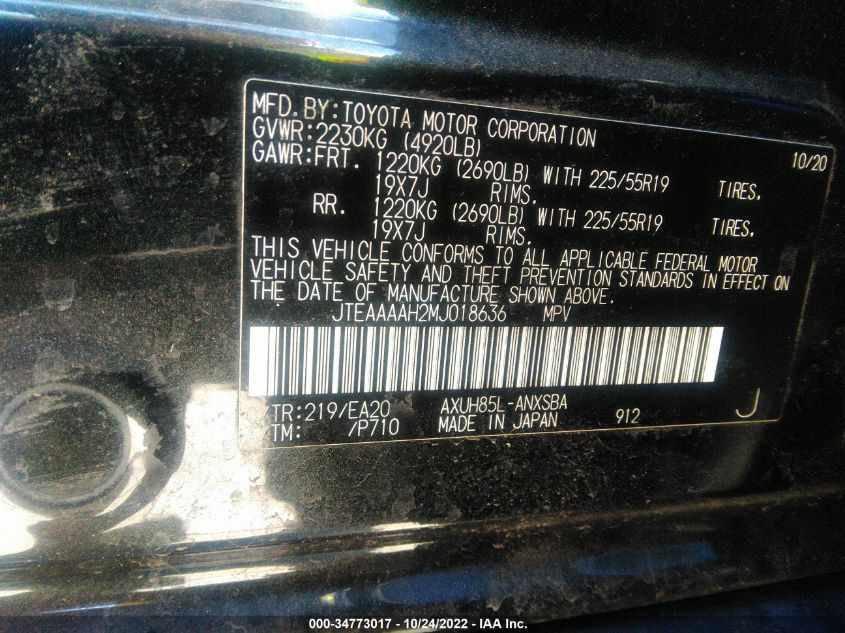 MFD. BY: TOYOTA MOTOR CORPORATION 10/20
GVWR: 2230KG (4920LB)
GAWR: FRT. 1220KG (2690LB) WITH 225/55R19 TIRES.
19X7J RIMS.
RR. 1220KG (2690LB) WITH 225/55R19 TIRES.
19X7J RIMS.
THIS VEHICLE CONFORMS TO ALL APPLICABLE FEDERAL MOTOR
VEHICLE SAFETY AND THEFT PREVENTION STANDARDS IN EFFECT ON
THE DATE OF MANUFACTURE SHOWN ABOVE.
JTEAAAAH2MJ018636 MPV
/TR: 219/EA20 AXUH85L-ANXSBA
/TM: /P710 MADE IN JAPAN 912 J
000-34773017 - 10/24/2022 - IAA Inc.